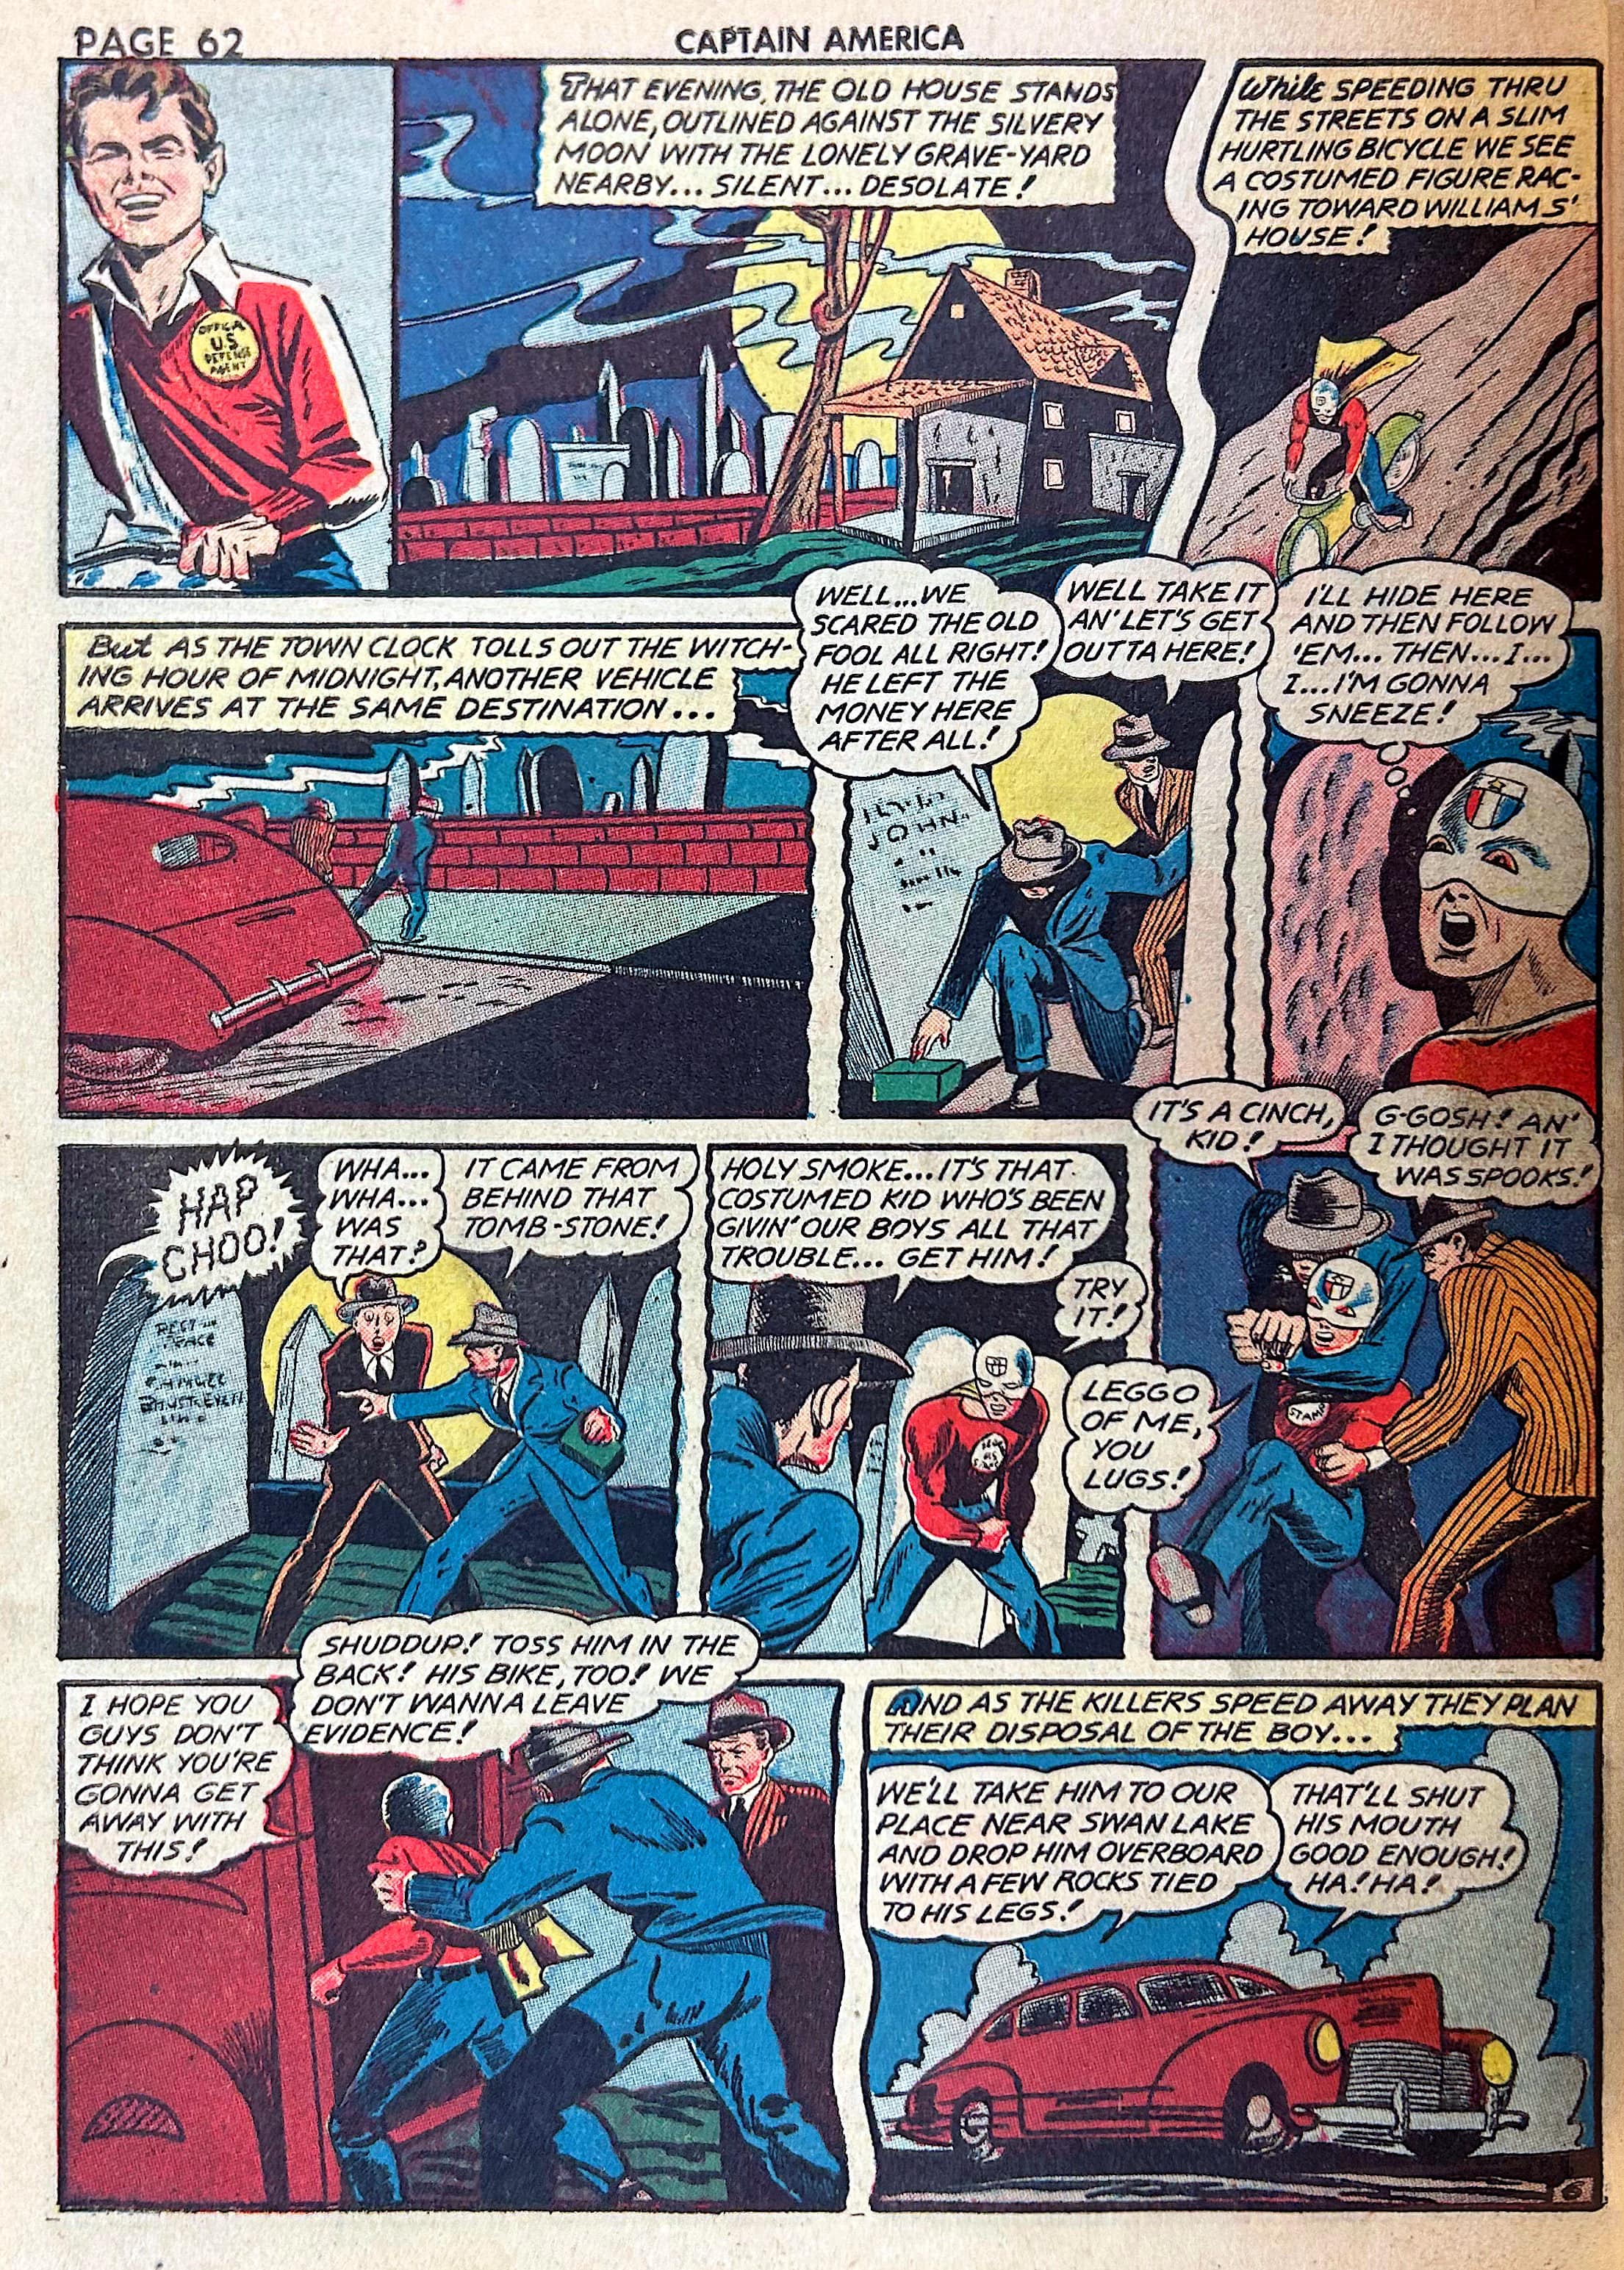 PAGE 62
CAPTAIN AMERICA
U.S
DEFENSE
AGENT
THAT EVENING, THE OLD HOUSE STANDS
ALONE, OUTLINED AGAINST THE SILVERY
MOON WITH THE LONELY GRAVE-YARD
NEARBY... SILENT... DESOLATE!
While SPEEDING THRU
THE STREETS ON A SLIM
HURTLING BICYCLE WE SEE
A COSTUMED FIGURE RAC-
ING TOWARD WILLIAMS'
HOUSE!
But AS THE TOWN CLOCK TOLLS OUT THE WITCH-
ING HOUR OF MIDNIGHT, ANOTHER VEHICLE
ARRIVES AT THE SAME DESTINATION...
WELL...WE
SCARED THE OLD
FOOL ALL RIGHT!
HE LEFT THE
MONEY HERE
AFTER ALL!
WELL TAKE IT
AN' LET'S GET
OUTTA HERE!
JOHN
I'LL HIDE HERE
AND THEN FOLLOW
'EM... THEN...I...
I...I'M GONNA
SNEEZE!
HAP
CHOO!
WHA...
WHA...
WAS
THAT?
IT CAME FROM
BEHIND THAT
TOMB-STONE!
REST IN
PEACE
HOLY SMOKE...IT'S THAT
COSTUMED KID WHO'S BEEN
GIVIN' OUR BOYS ALL THAT
TROUBLE... GET HIM!
TRY
IT!
IT'S A CINCH,
KID!
G-GOSH! AN'
I THOUGHT IT
WAS SPOOKS!
LEGGO
OF ME,
YOU
LUGS!
STAMP
I HOPE YOU
GUYS DON'T
THINK YOU'RE
GONNA GET
AWAY WITH
THIS!
SHUDDUP! TOSS HIM IN THE
BACK! HIS BIKE, TOO! WE
DON'T WANNA LEAVE
EVIDENCE!
AND AS THE KILLERS SPEED AWAY THEY PLAN
THEIR DISPOSAL OF THE BOY...
WE'LL TAKE HIM TO OUR
PLACE NEAR SWAN LAKE
AND DROP HIM OVERBOARD
WITH A FEW ROCKS TIED
TO HIS LEGS!
THAT'LL SHUT
HIS MOUTH
GOOD ENOUGH!
HA! HA!
6